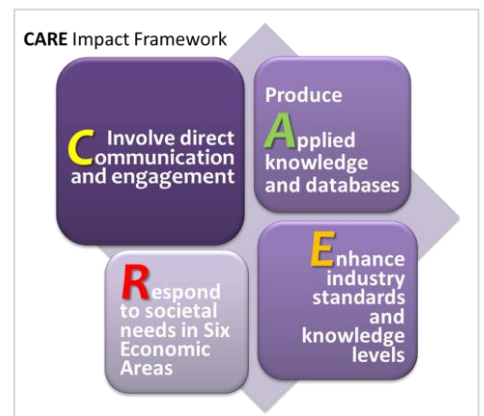 CARE Impact Framework
Involve direct
Communication
and engagement
Produce
Applied
knowledge
and databases
Respond
to societal
needs in Six
Economic
Areas
Enhance
industry
standards
and
knowledge
levels